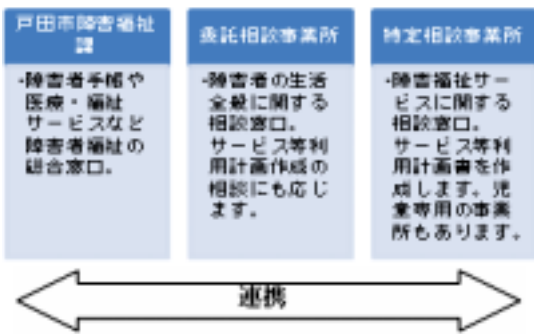 戸田市障害福祉
課
・障害者手帳や
医療・福祉
サービスなど
障害者福祉の
総合窓口。
委託相談事業所
・障害者の生活
全般に関する
相談窓口。
サービス等利
用計画作成の
相談にも応じ
ます。
特定相談事業所
・障害福祉サー
ビスに関する
相談窓口。
サービス等利
用計画書を作
成します。児
童専用の事業
所もあります。
連携